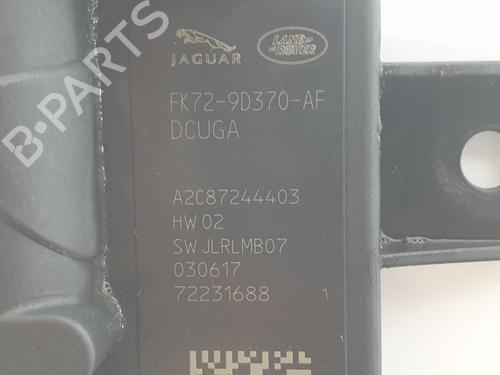 JAGUAR
LAND ROVER
FK72-9D370-AF
DCUGA
A2C87244403
HW 02
SW JLRLMB07
030617
72231688
B-PARTS